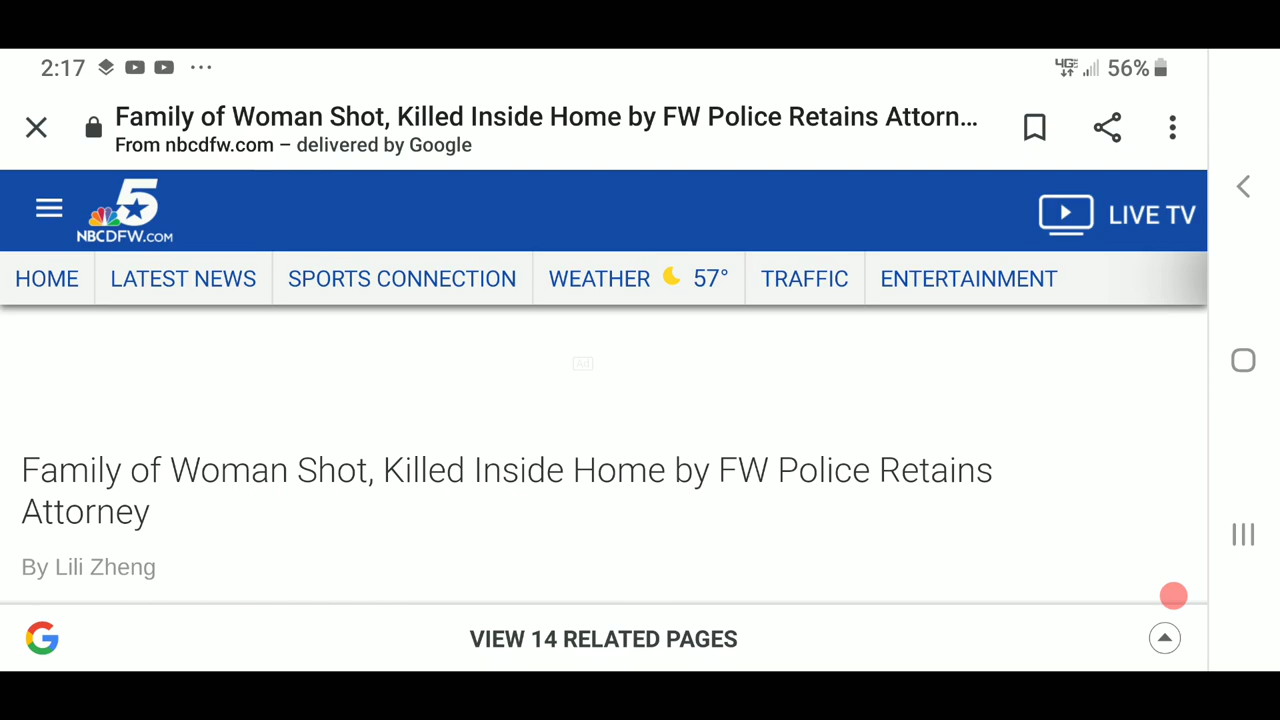 2:17 ... 4GE 56%
Family of Woman Shot, Killed Inside Home by FW Police Retains Attorn...
From nbcdfw.com – delivered by Google
5
NBCDFW.COM
LIVE TV
HOME LATEST NEWS SPORTS CONNECTION WEATHER 57° TRAFFIC ENTERTAINMENT
Ad
Family of Woman Shot, Killed Inside Home by FW Police Retains
Attorney
By Lili Zheng
G VIEW 14 RELATED PAGES